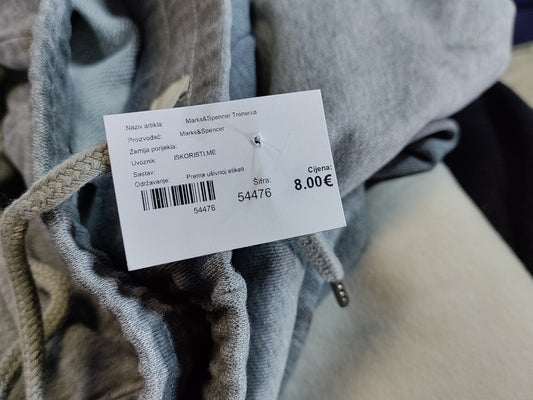 Naziv artikla: Marks&Spencer Trenerka
Proizvođač: Marks&Spencer
Zemlja porijekla:
Uvoznik: ISKORISTI.ME
Sastav:
Održavanje: Prema ušivnoj etiketi
Šifra:
54476
Cijena:
8.00€
54476